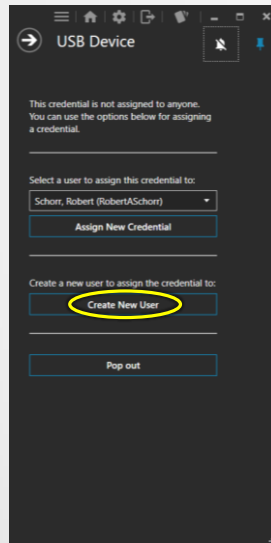 USB Device
This credential is not assigned to anyone.
You can use the options below for assigning
a credential.
Select a user to assign this credential to:
Schorr, Robert (RobertASchorr)
Assign New Credential
Create a new user to assign the credential to:
Create New User
Pop out